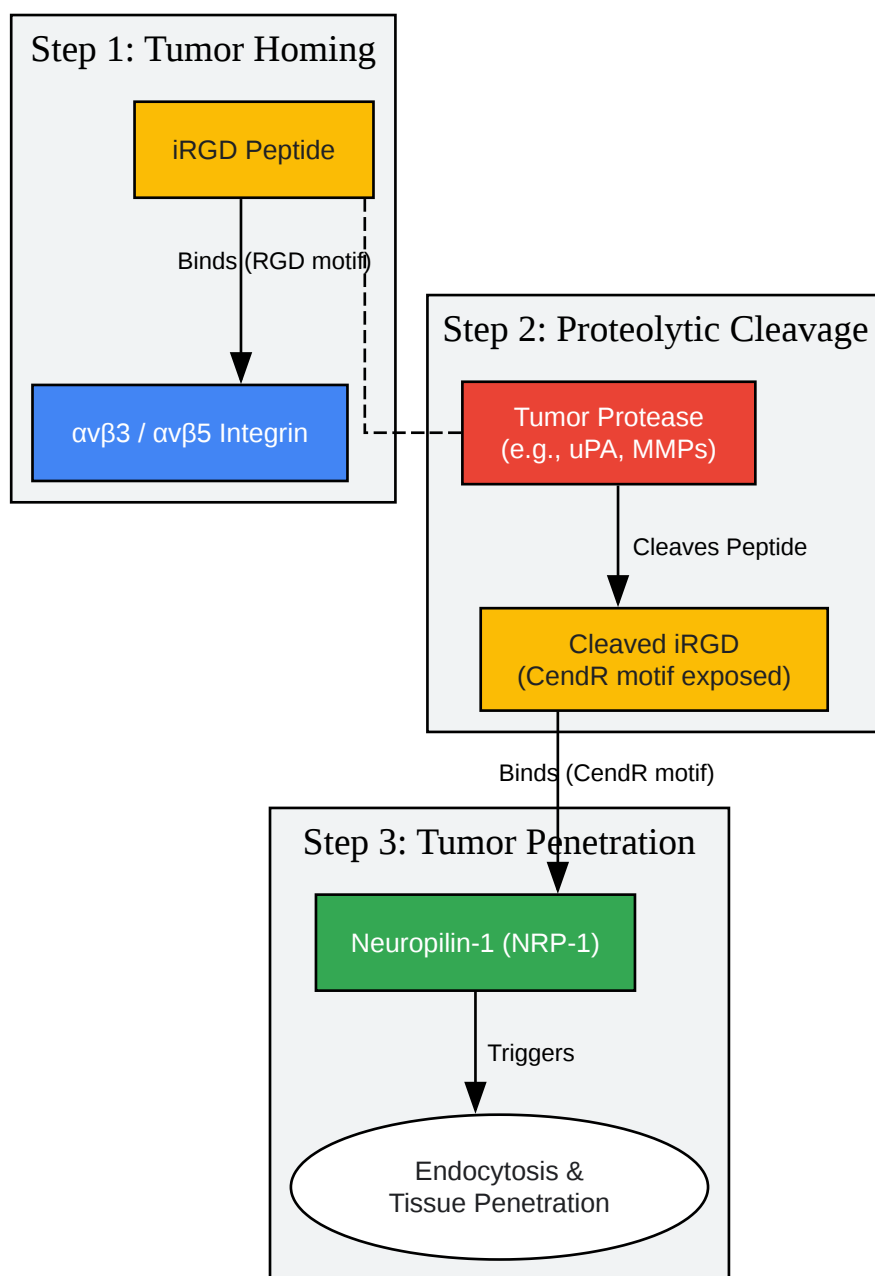 Step 1: Tumor Homing
iRGD Peptide
Binds (RGD motif)
αvβ3 / αvβ5 Integrin
Step 2: Proteolytic Cleavage
Tumor Protease
(e.g., uPA, MMPs)
Cleaves Peptide
Cleaved iRGD
(CendR motif exposed)
Binds (CendR motif)
Step 3: Tumor Penetration
Neuropilin-1 (NRP-1)
Triggers
Endocytosis &
Tissue Penetration